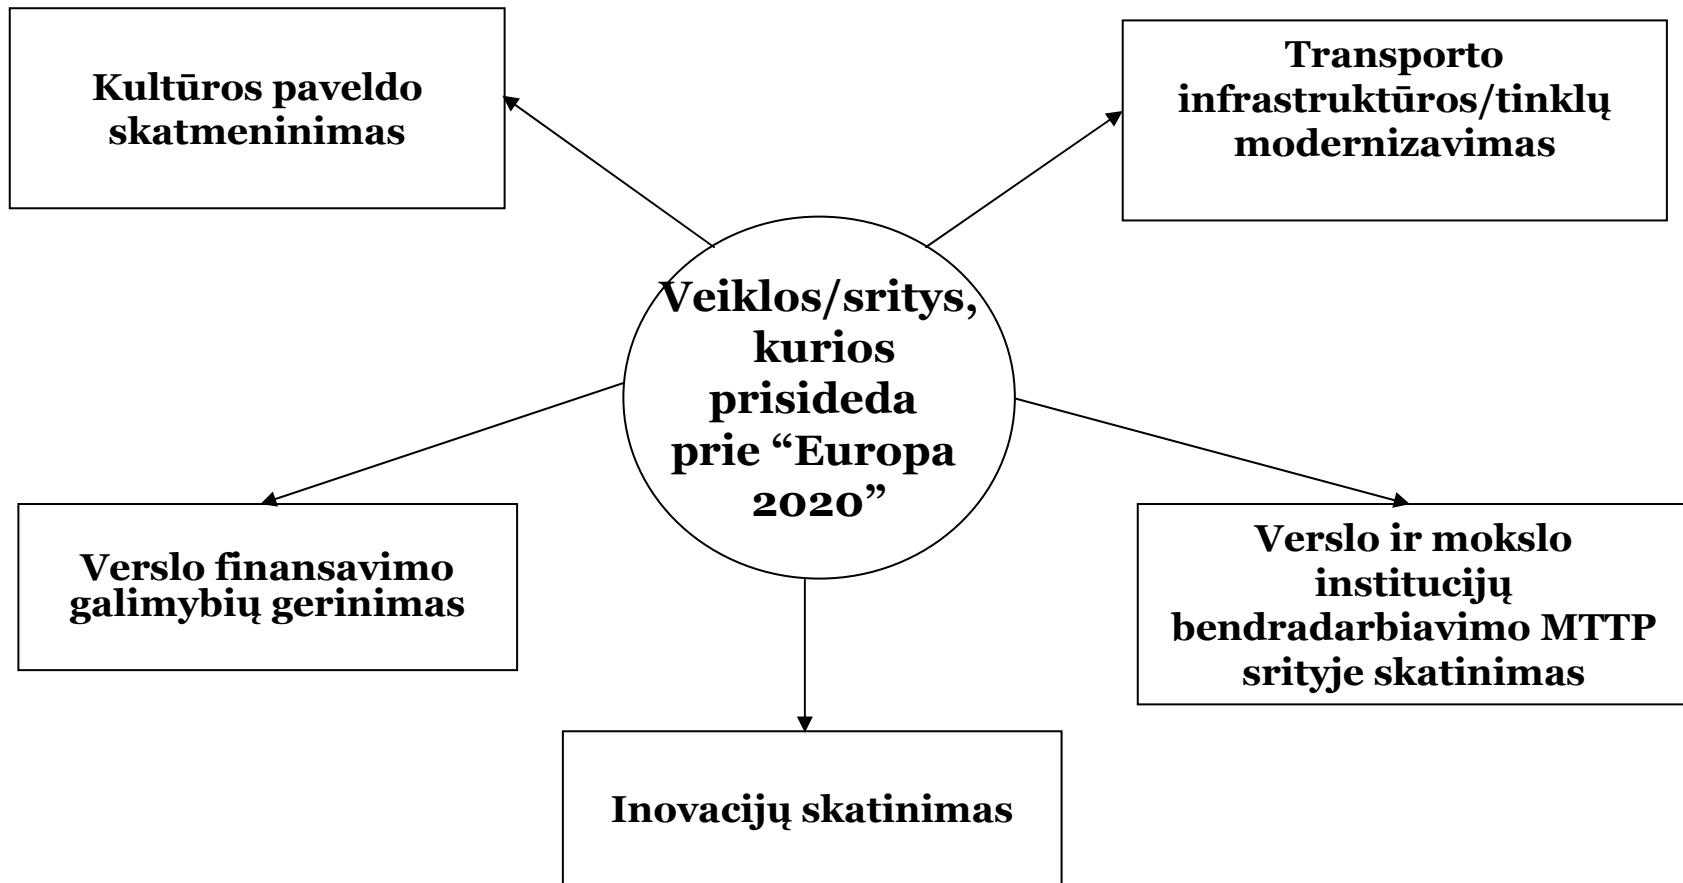 Kultūros paveldo
skatmeninimas
Transporto
infrastruktūros/tinklų
modernizavimas
Veiklos/sritys,
kurios
prisideda
prie “Europa
2020”
Verslo finansavimo
galimybių gerinimas
Verslo ir mokslo
institucijų
bendradarbiavimo MTTP
srityje skatinimas
Inovacijų skatinimas